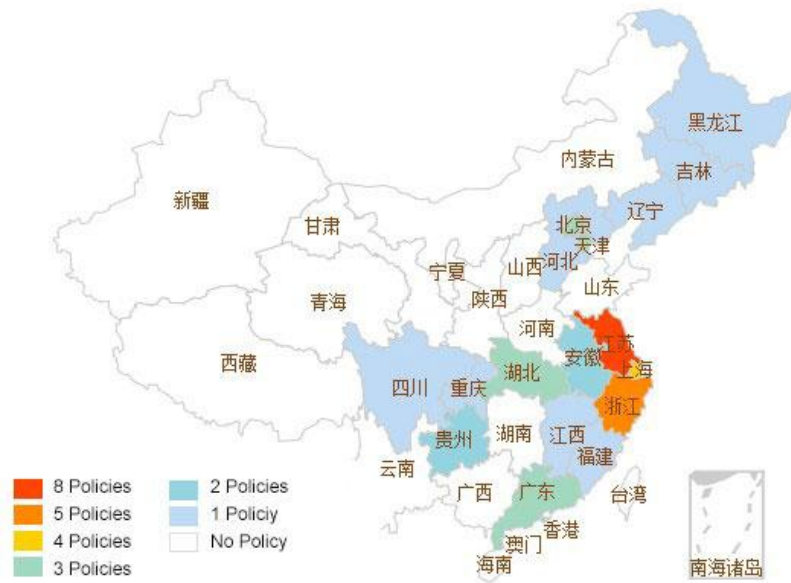 黑龙江
内蒙古
吉林
新疆
辽宁
北京
甘肃
天津
宁夏
山西
河北
山东
青海
陕西
河南
江苏
西藏
安徽
上海
湖北
四川
重庆
浙江
贵州
湖南
江西
福建
云南
广西
广东
台湾
香港
澳门
海南
南海诸岛
8 Policies
5 Policies
4 Policies
3 Policies
2 Policies
1 Policiy
No Policy